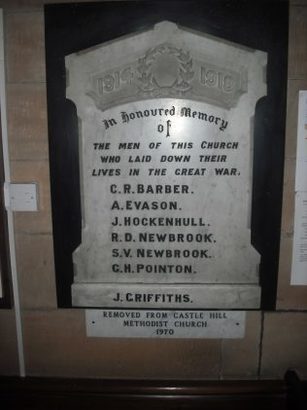 1914 1919
In Honoured Memory
of
THE MEN OF THIS CHURCH
WHO LAID DOWN THEIR
LIVES IN THE GREAT WAR,
C.R. BARBER.
A. EVASON.
J. HOCKENHULL.
R.D. NEWBROOK.
S.V. NEWBROOK.
G.H. POINTON.
J. GRIFFITHS.
REMOVED FROM CASTLE HILL
METHODIST CHURCH
1970